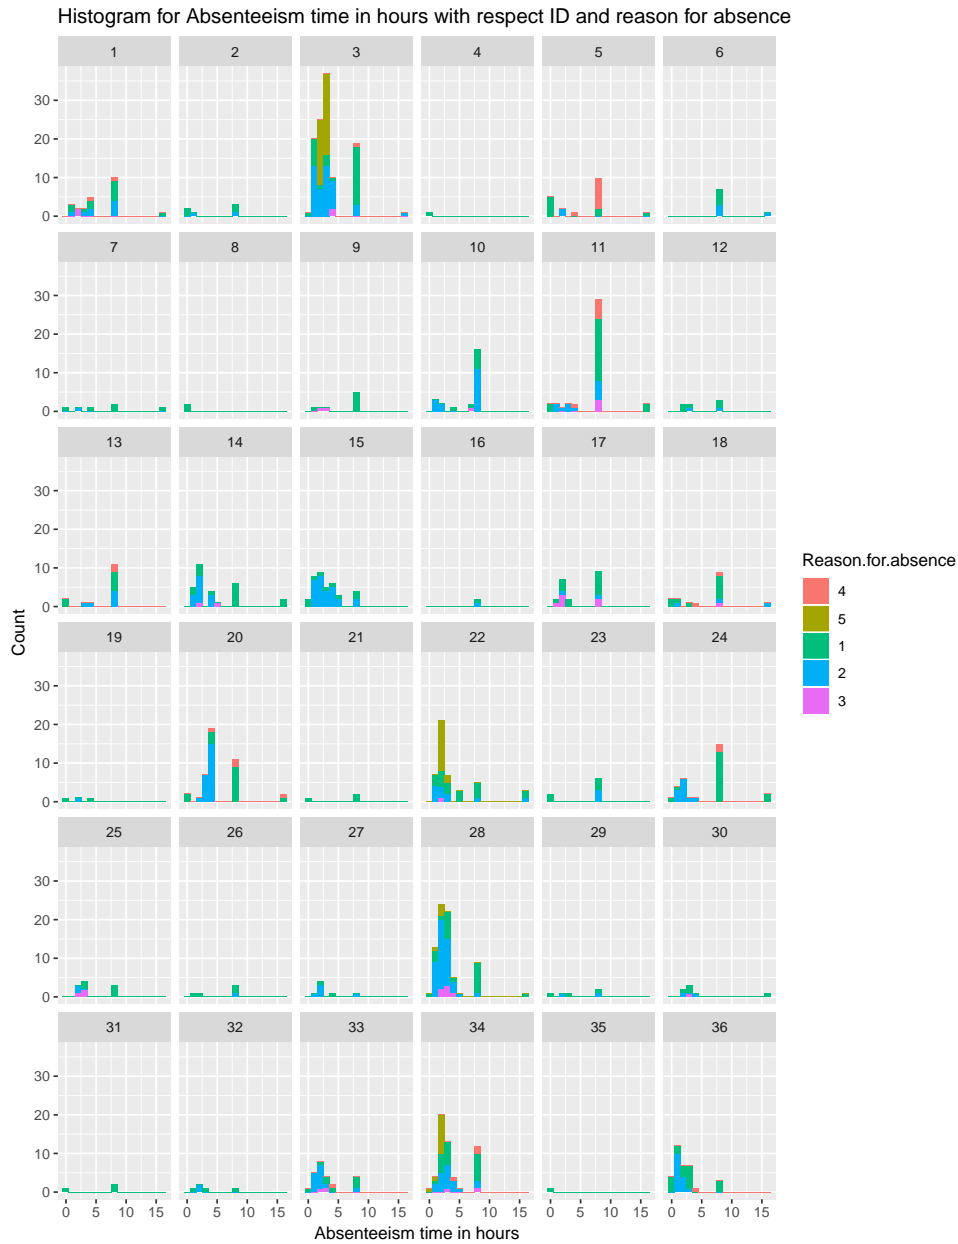 Histogram for Absenteeism time in hours with respect ID and reason for absence
1 2 3 4 5 6
30
20
10
0
7 8 9 10 11 12
30
20
10
0
13 14 15 16 17 18
30
20
10
0
Count
19 20 21 22 23 24
30
20
10
0
25 26 27 28 29 30
30
20
10
0
31 32 33 34 35 36
30
20
10
0
0 5 10 15 0 5 10 15 0 5 10 15 0 5 10 15 0 5 10 15 0 5 10 15
Absenteeism time in hours
Reason.for.absence
4
5
1
2
3